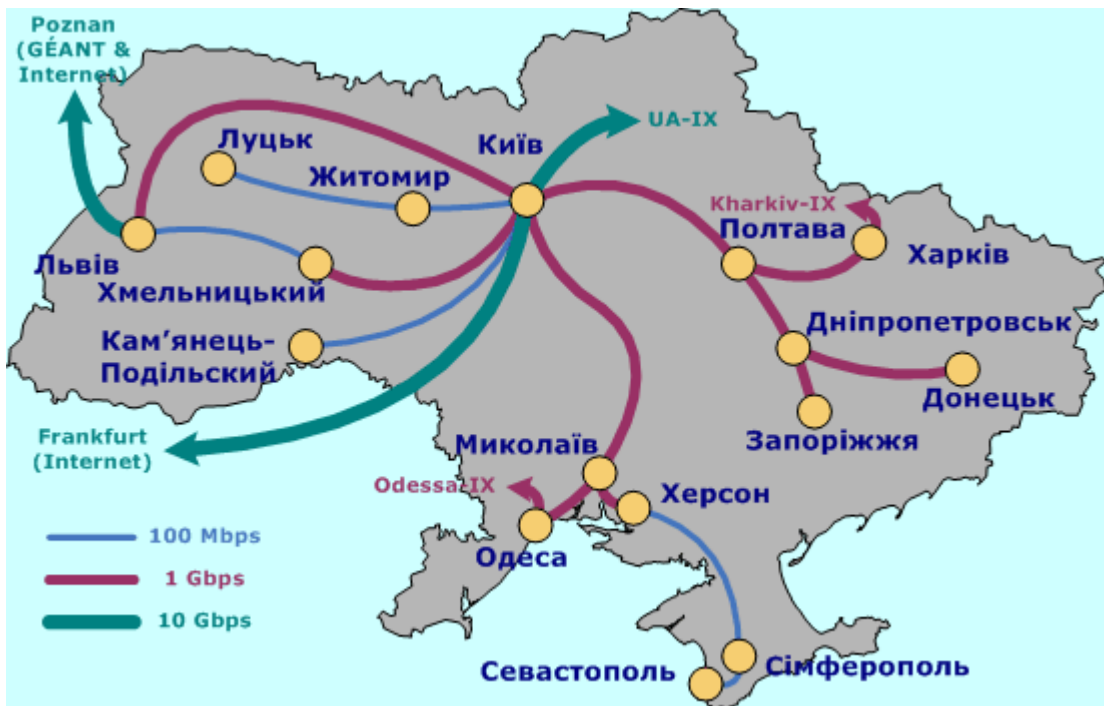 Poznan
(GÉANT &
Internet)
UA-IX
Київ
Луцьк
Житомир
Kharkiv-IX
Полтава
Харків
Львів
Хмельницький
Кам’янець-
Подільский
Дніпропетровськ
Донецьк
Запоріжжя
Frankfurt
(Internet)
Миколаїв
Odessa-IX
Херсон
Одеса
100 Mbps
1 Gbps
10 Gbps
Севастополь
Сімферополь